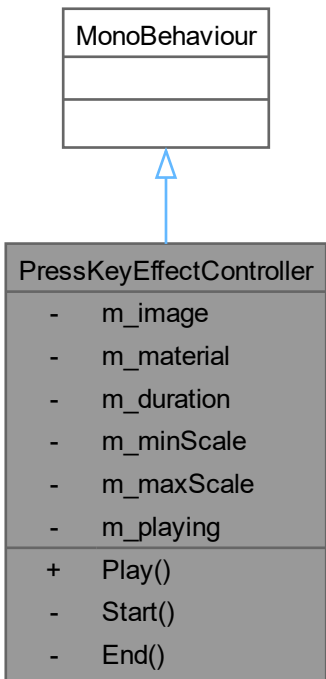 MonoBehaviour
PressKeyEffectController
- m_image
- m_material
- m_duration
- m_minScale
- m_maxScale
- m_playing
+ Play()
- Start()
- End()